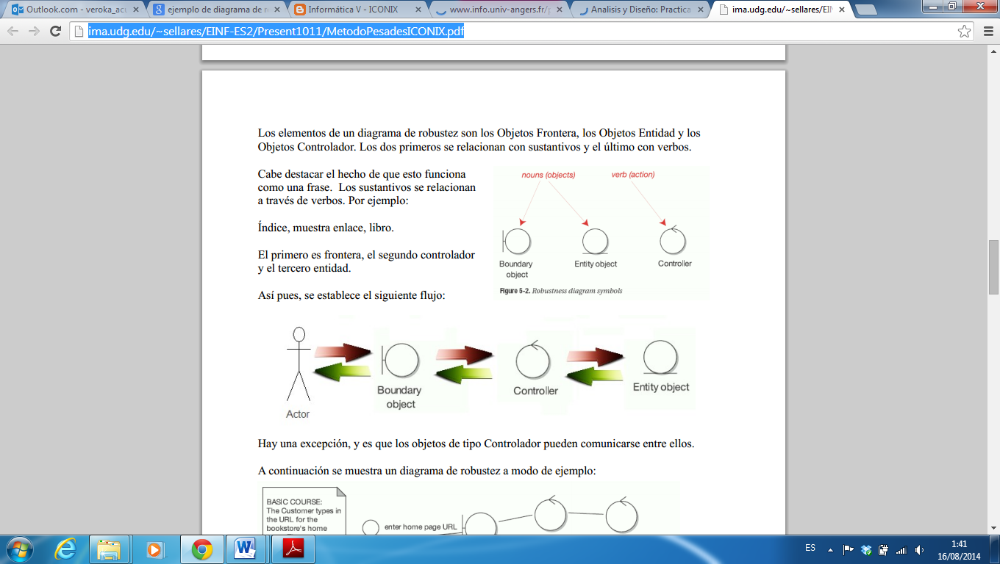 Outlook.com - veroka_acu
ejemplo de diagrama de r
Informática V - ICONIX
www.info.univ-angers.fr/p
Analisis y Diseño: Practica
ima.udg.edu/~sellares/EIN
ima.udg.edu/~sellares/EINF-ES2/Present1011/MetodoPesadesICONIX.pdf
Los elementos de un diagrama de robustez son los Objetos Frontera, los Objetos Entidad y los
Objetos Controlador. Los dos primeros se relacionan con sustantivos y el último con verbos.
Cabe destacar el hecho de que esto funciona
como una frase. Los sustantivos se relacionan
a través de verbos. Por ejemplo:
Índice, muestra enlace, libro.
El primero es frontera, el segundo controlador
y el tercero entidad.
Así pues, se establece el siguiente flujo:
nouns (objects)
verb (action)
Boundary
object
Entity object
Controller
Figure 5-2. Robustness diagram symbols
Actor
Boundary
object
Controller
Entity object
Hay una excepción, y es que los objetos de tipo Controlador pueden comunicarse entre ellos.
A continuación se muestra un diagrama de robustez a modo de ejemplo:
BASIC COURSE:
The Customer types in
the URL for the
bookstore's home
enter home page URL
ES
1:41
16/08/2014